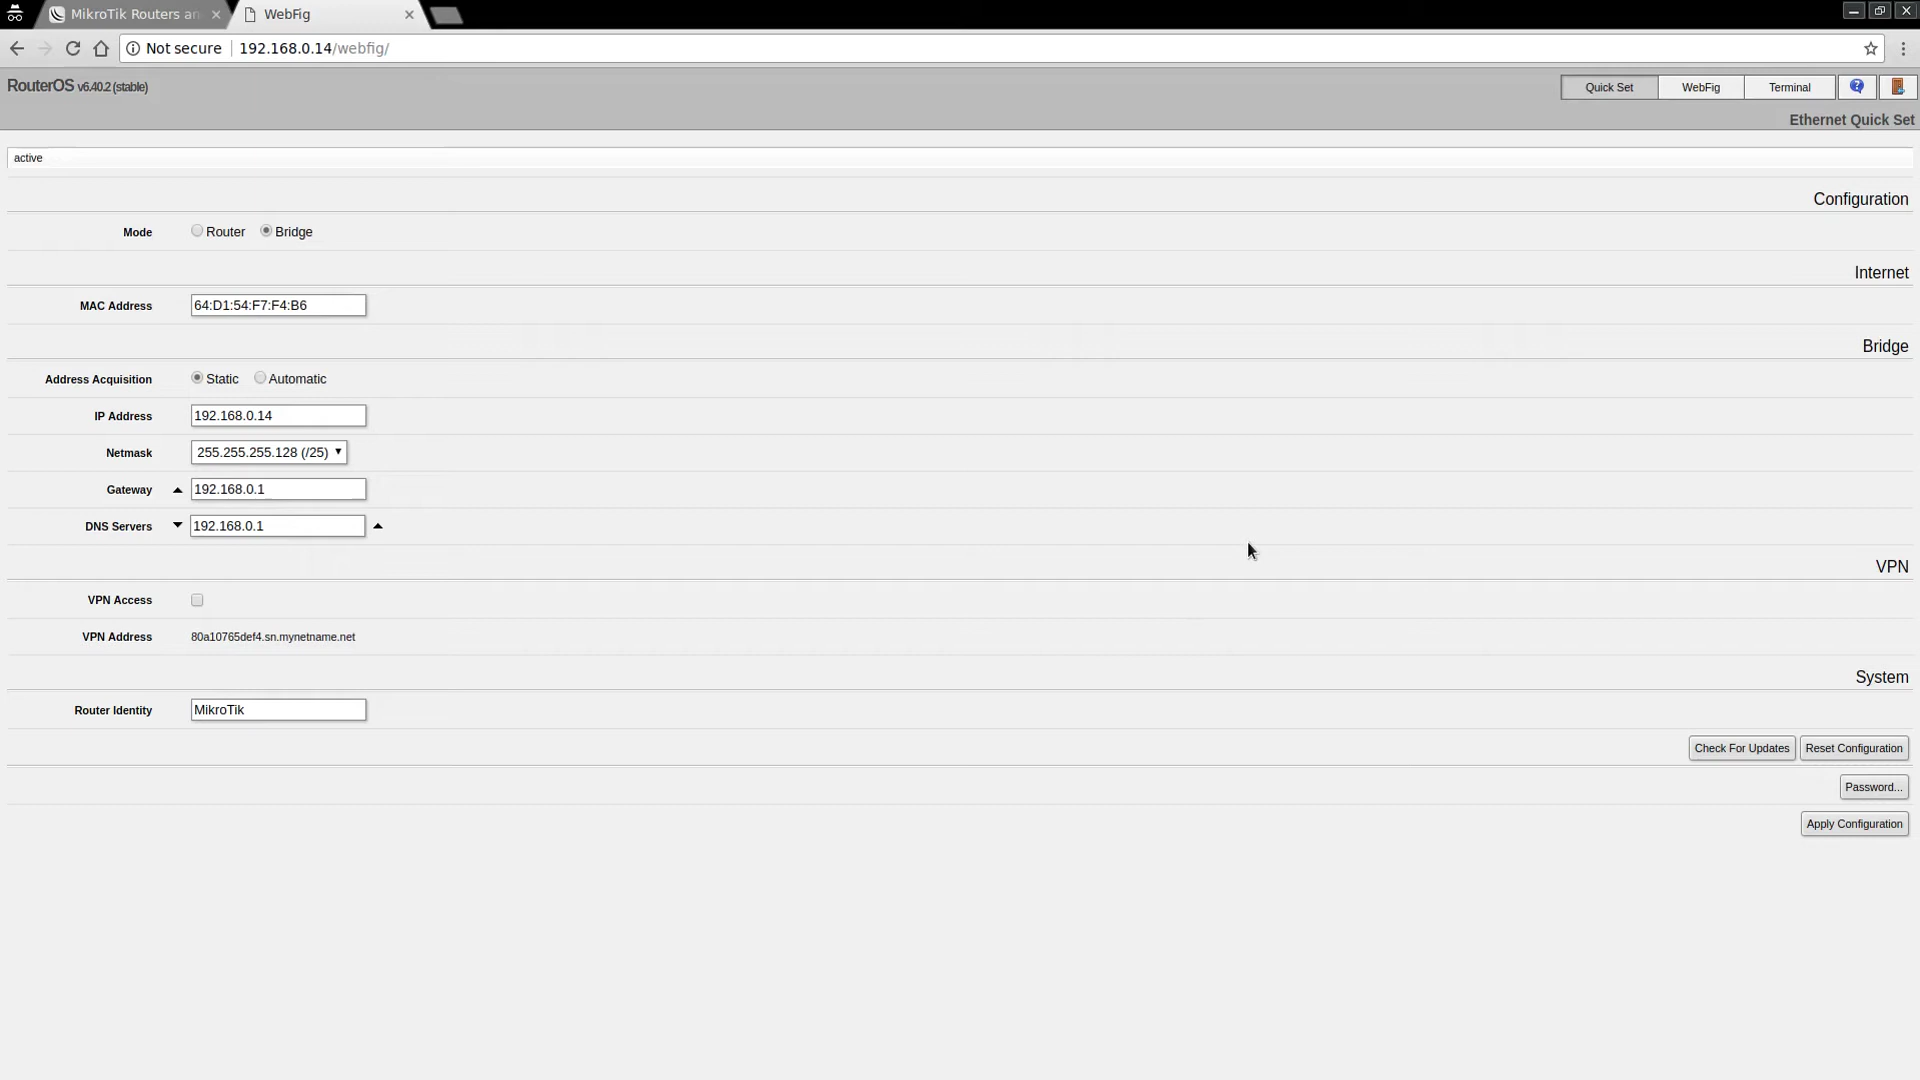 MikroTik Routers an
WebFig
Not secure 192.168.0.14/webfig/
RouterOS v6.40.2 (stable)
Quick Set WebFig Terminal
Ethernet Quick Set
active
Configuration
Mode Router Bridge
Internet
MAC Address 64:D1:54:F7:F4:B6
Bridge
Address Acquisition Static Automatic
IP Address 192.168.0.14
Netmask 255.255.255.128 (/25)
Gateway 192.168.0.1
DNS Servers 192.168.0.1
VPN
VPN Access
VPN Address 80a10765def4.sn.mynetname.net
System
Router Identity MikroTik
Check For Updates Reset Configuration
Password...
Apply Configuration